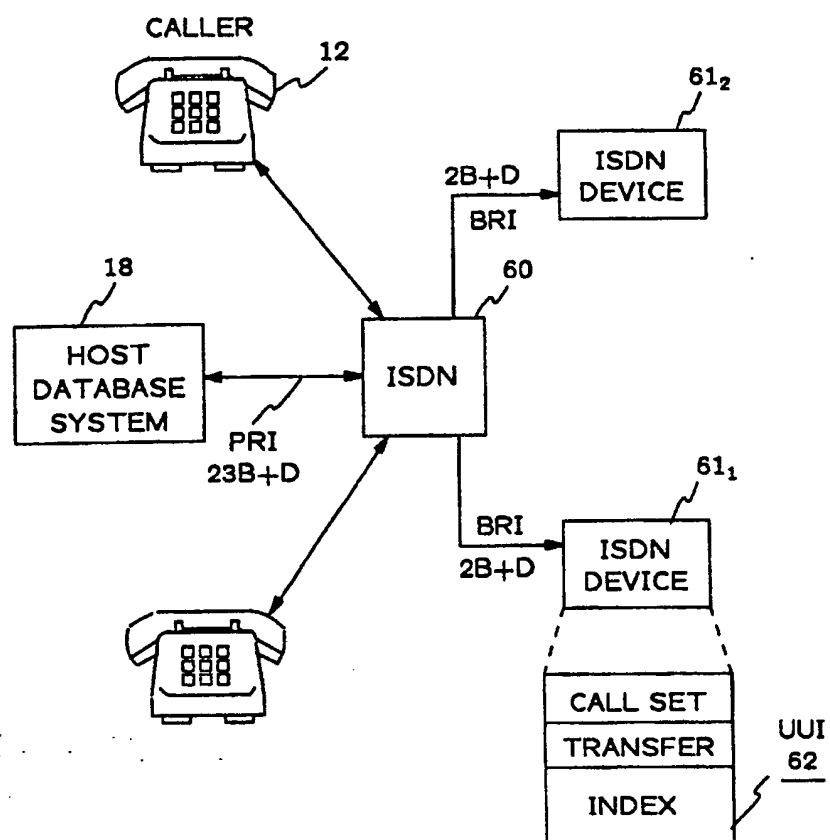 CALLER
12
61₂
ISDN
DEVICE
2B+D
BRI
18
60
HOST
DATABASE
SYSTEM
ISDN
PRI
23B+D
61₁
BRI
2B+D
ISDN
DEVICE
CALL SET
TRANSFER
INDEX
UUI
62